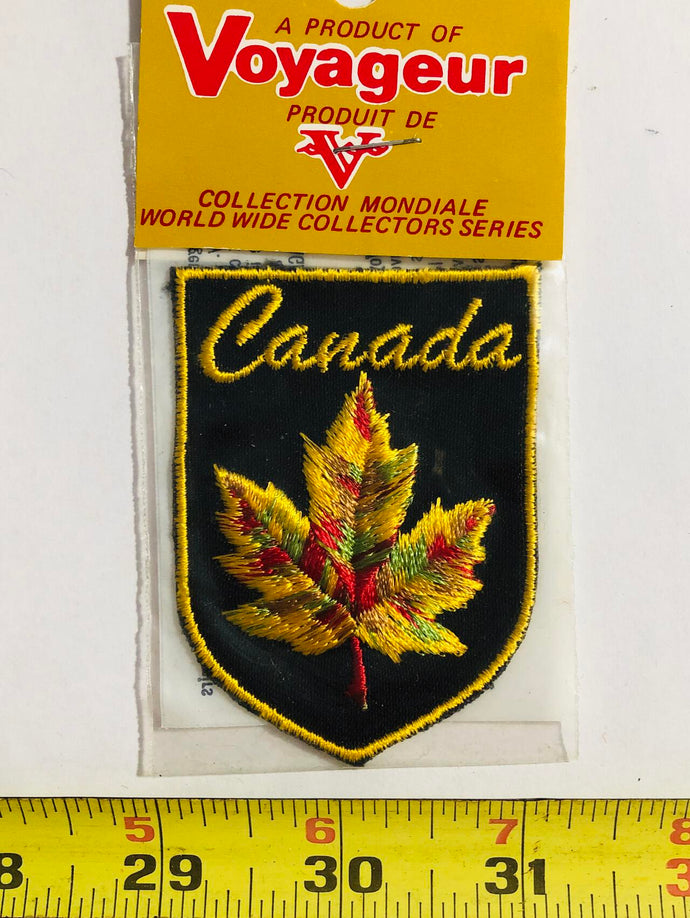 A PRODUCT OF
Voyageur
PRODUIT DE
V
COLLECTION MONDIALE
WORLD WIDE COLLECTORS SERIES
Canada
5 6 7 8
8 29 30 31